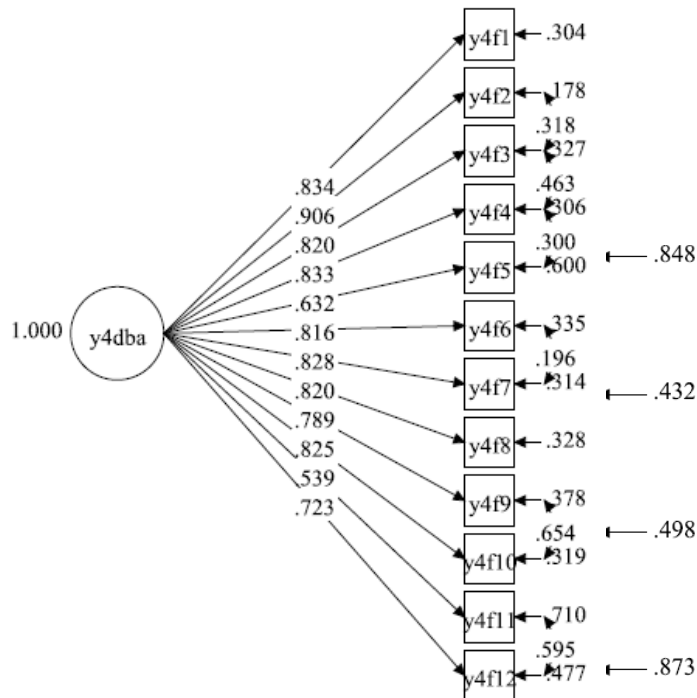 y4f1 .304
y4f2 .178
.318
y4f3 .327
.834
.463
.906
y4f4 .306
.820
.300
.833
y4f5 .600
.848
.632
1.000 y4dba
.816
y4f6 .335
.828
.196
y4f7 .314
.820
.432
.789
y4f8 .328
.825
.539
y4f9 .378
.723
.654
.498
y4f10 .319
y4f11 .710
.595
y4f12 .477
.873